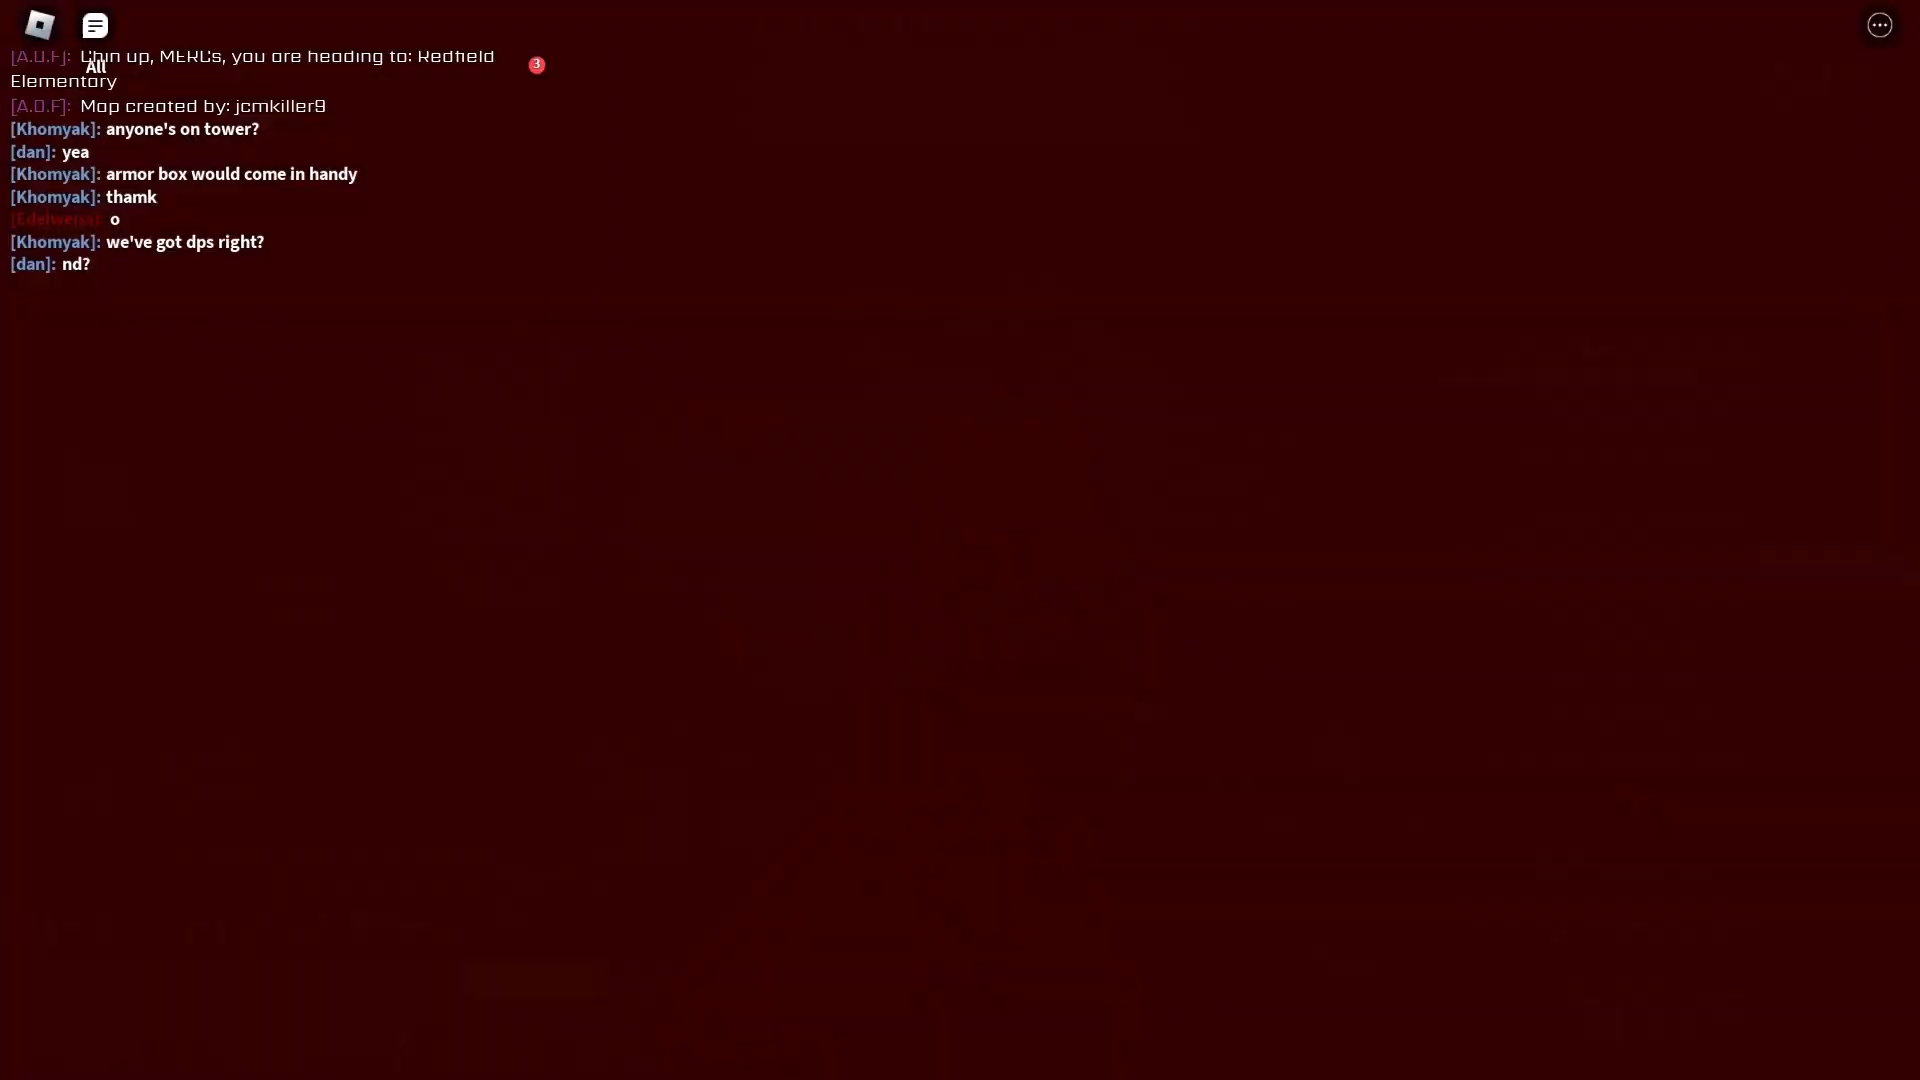 [A.D.F]: Chin up, MERCs, you are heading to: Redfield
All
3
Elementary
[A.D.F]: Map created by: jcmkiller9
[Khomyak]: anyone's on tower?
[dan]: yea
[Khomyak]: armor box would come in handy
[Khomyak]: thamk
[Edelweiss]: o
[Khomyak]: we've got dps right?
[dan]: nd?